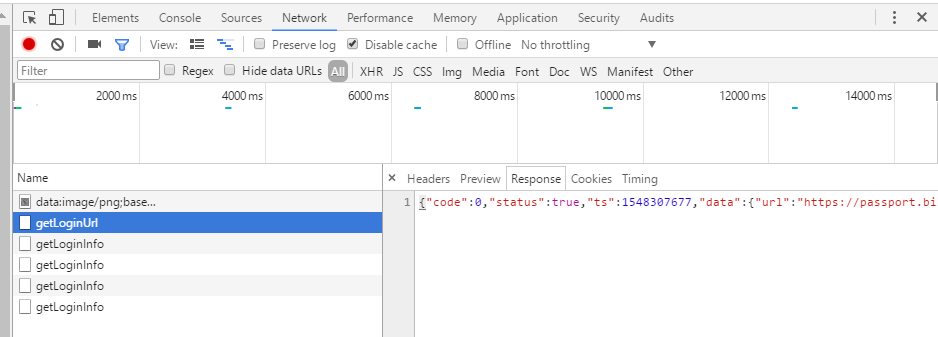 Elements Console Sources Network Performance Memory Application Security Audits
View: Preserve log Disable cache Offline No throttling
Filter Regex Hide data URLs All XHR JS CSS Img Media Font Doc WS Manifest Other
2000 ms 4000 ms 6000 ms 8000 ms 10000 ms 12000 ms 14000 ms
Name × Headers Preview Response Cookies Timing
data:image/png;base... 1 {"code":0,"status":true,"ts":1548307677,"data":{"url":"https://passport.bi
getLoginUrl
getLoginInfo
getLoginInfo
getLoginInfo
getLoginInfo